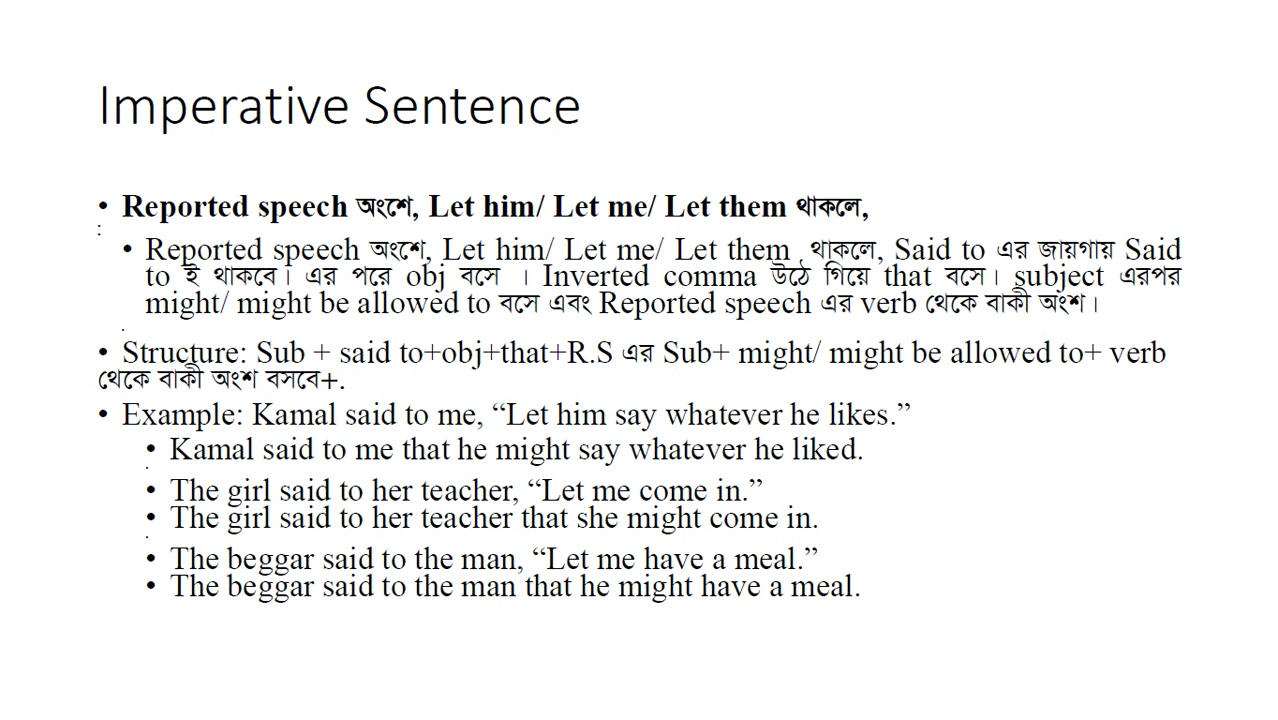 Imperative Sentence
• Reported speech অংশে, Let him/ Let me/ Let them থাকলে,
• Reported speech অংশে, Let him/ Let me/ Let them থাকলে, Said to এর জায়গায় Said
to ই থাকবে। এর পরে obj বসে । Inverted comma উঠে গিয়ে that বসে। subject এরপর
might/ might be allowed to বসে এবং Reported speech এর verb থেকে বাকী অংশ।
• Structure: Sub + said to+obj+that+R.S এর Sub+ might/ might be allowed to+ verb
থেকে বাকী অংশ বসবে+.
• Example: Kamal said to me, “Let him say whatever he likes.”
• Kamal said to me that he might say whatever he liked.
• The girl said to her teacher, “Let me come in.”
• The girl said to her teacher that she might come in.
• The beggar said to the man, “Let me have a meal.”
• The beggar said to the man that he might have a meal.